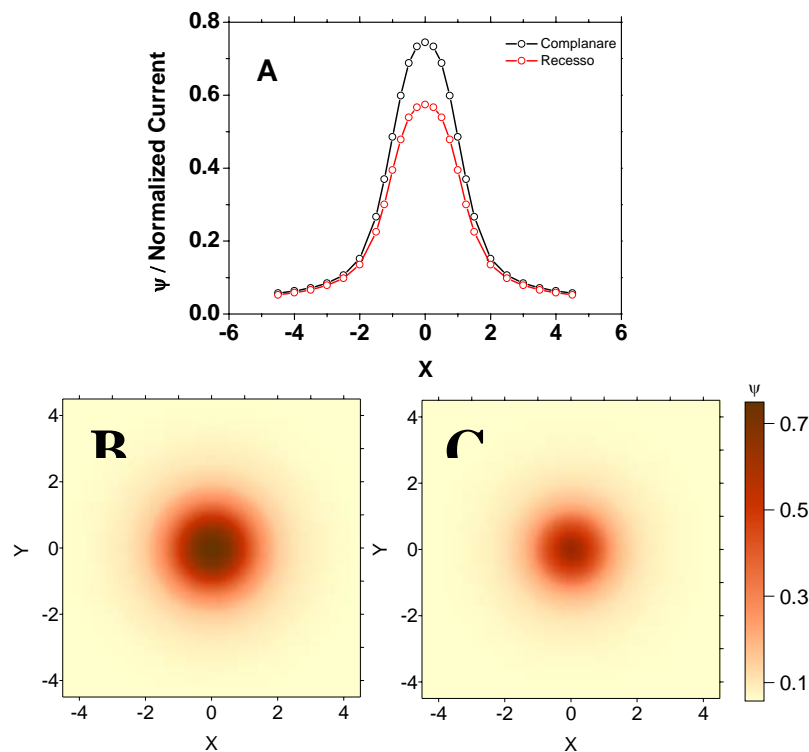 0.8
A
Complanare
Recesso
0.6
0.4
0.2
0.0
ψ / Normalized Current
-6 -4 -2 0 2 4 6
X
ψ
4
B
2
0
-2
-4
Y
-4 -2 0 2 4
X
4
C
2
0
-2
-4
Y
-4 -2 0 2 4
X
0.7
0.5
0.3
0.1